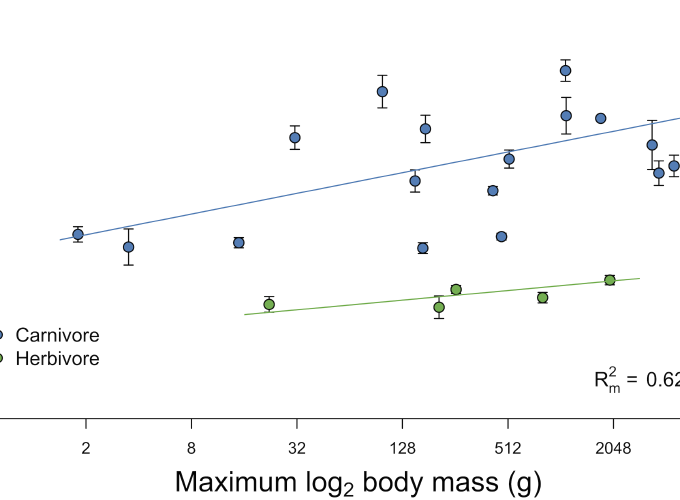 Carnivore
Herbivore
R²ₘ = 0.62
2 8 32 128 512 2048
Maximum log₂ body mass (g)